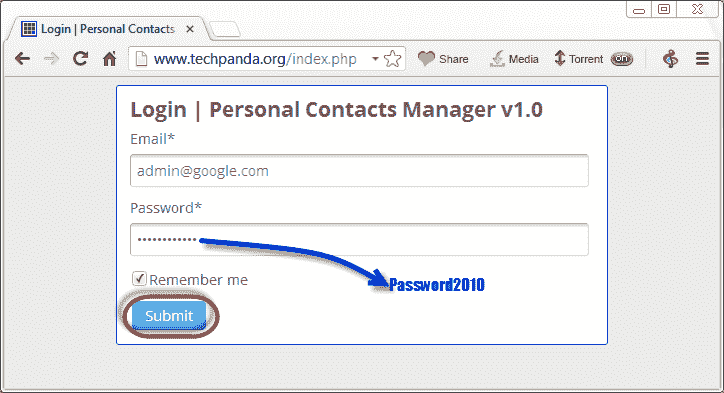 Login | Personal Contacts
www.techpanda.org/index.php
Share
Media
Torrent
on
Login | Personal Contacts Manager v1.0
Email*
admin@google.com
Password*
••••••••••••
Password2010
Remember me
Submit